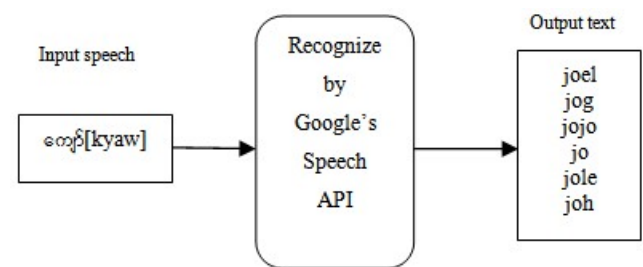 Input speech
ကျော်[kyaw]
Recognize
by
Google's
Speech
API
Output text
joel
jog
jojo
jo
jole
joh